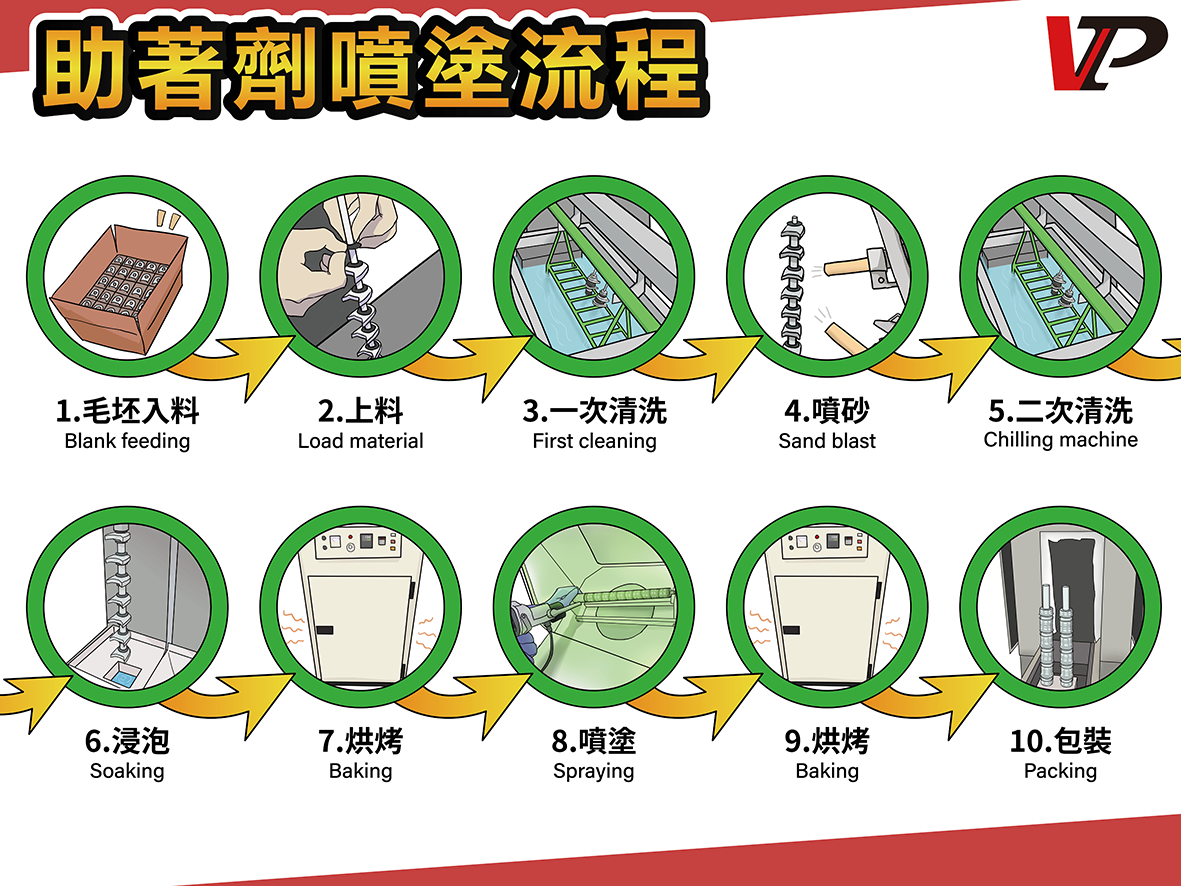 助著劑噴塗流程
VP
1.毛坯入料
Blank feeding
2.上料
Load material
3.一次清洗
First cleaning
4.噴砂
Sand blast
5.二次清洗
Chilling machine
6.浸泡
Soaking
7.烘烤
Baking
8.噴塗
Spraying
9.烘烤
Baking
10.包裝
Packing